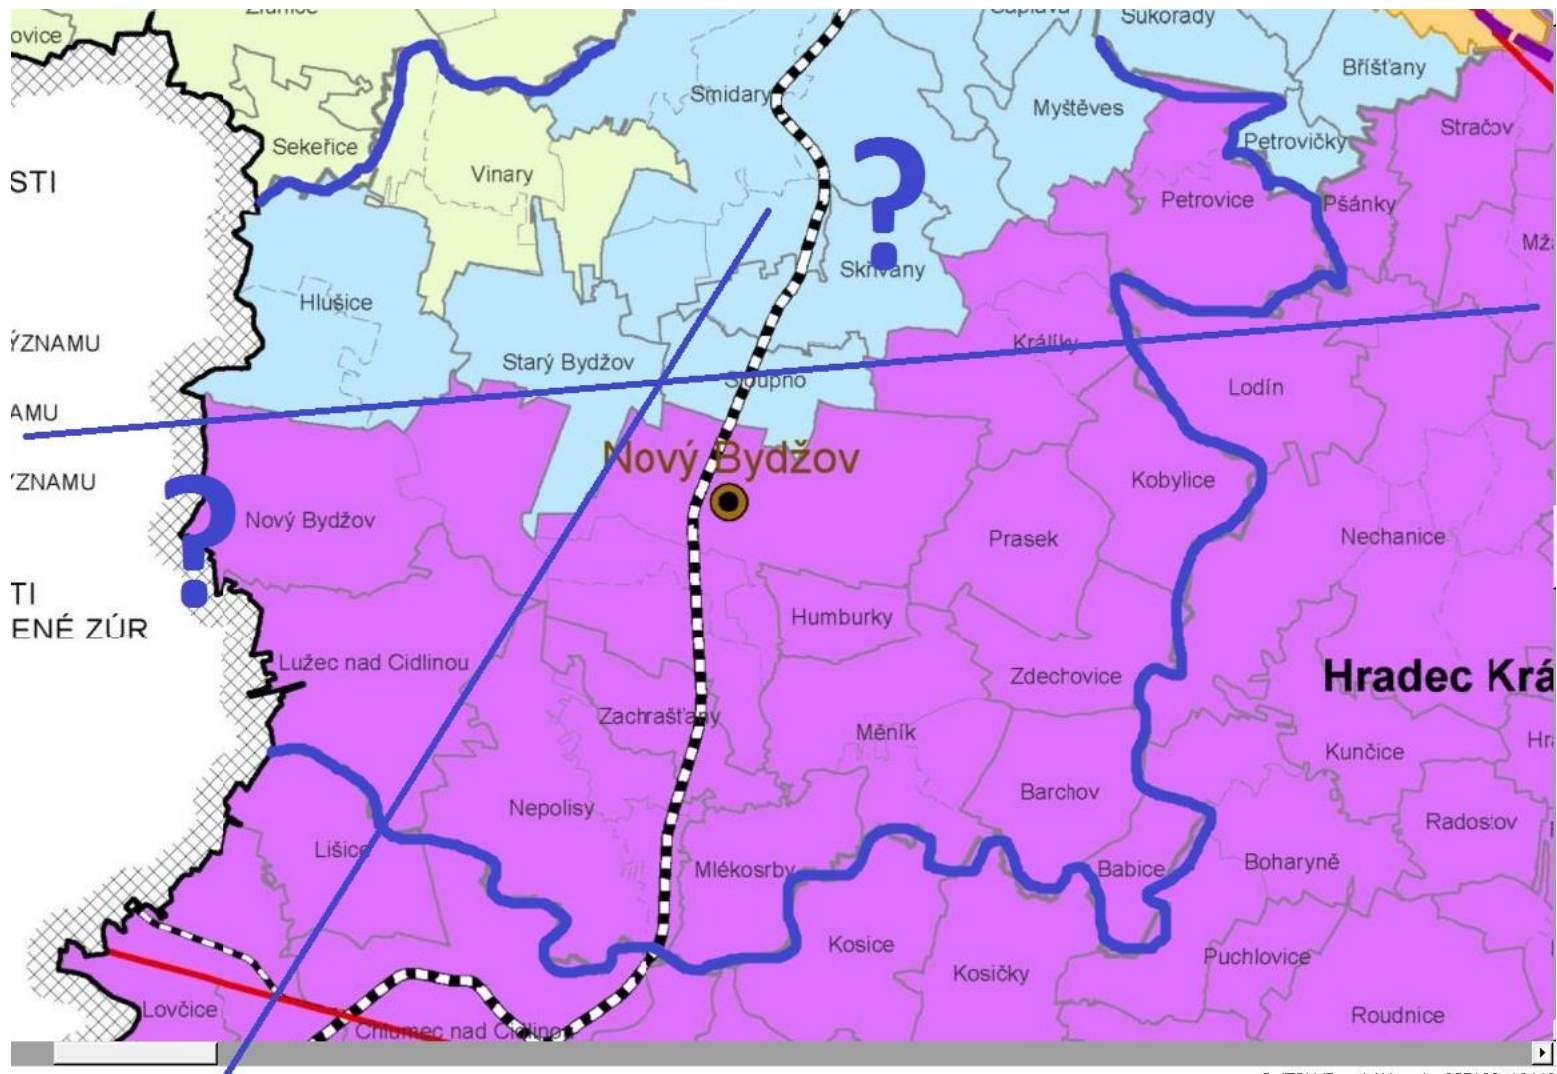 ovice
Sukorady
Bříšťany
Smidary
Myštěves
Stračov
Sekeřice
Petrovičky
Vinary
STI
?
Petrovice
Pšánky
Skřivany
Hlušice
ÝZNAMU
Králíky
Starý Bydžov
Sloupno
Lodín
AMU
Nový Bydžov
YZNAMU
Kobylice
?
Nový Bydžov
Prasek
Nechanice
TI
Humburky
ENÉ ZÚR
Lužec nad Cidlinou
Zdechovice
Hradec Krá
Zachrašťany
Měník
Kunčice
Nepolisy
Barchov
Radostov
Lišice
Mlékosrby
Babice
Boharyně
Kosice
Kosičky
Puchlovice
Lovčice
Chlumec nad Cidlinou
Roudnice